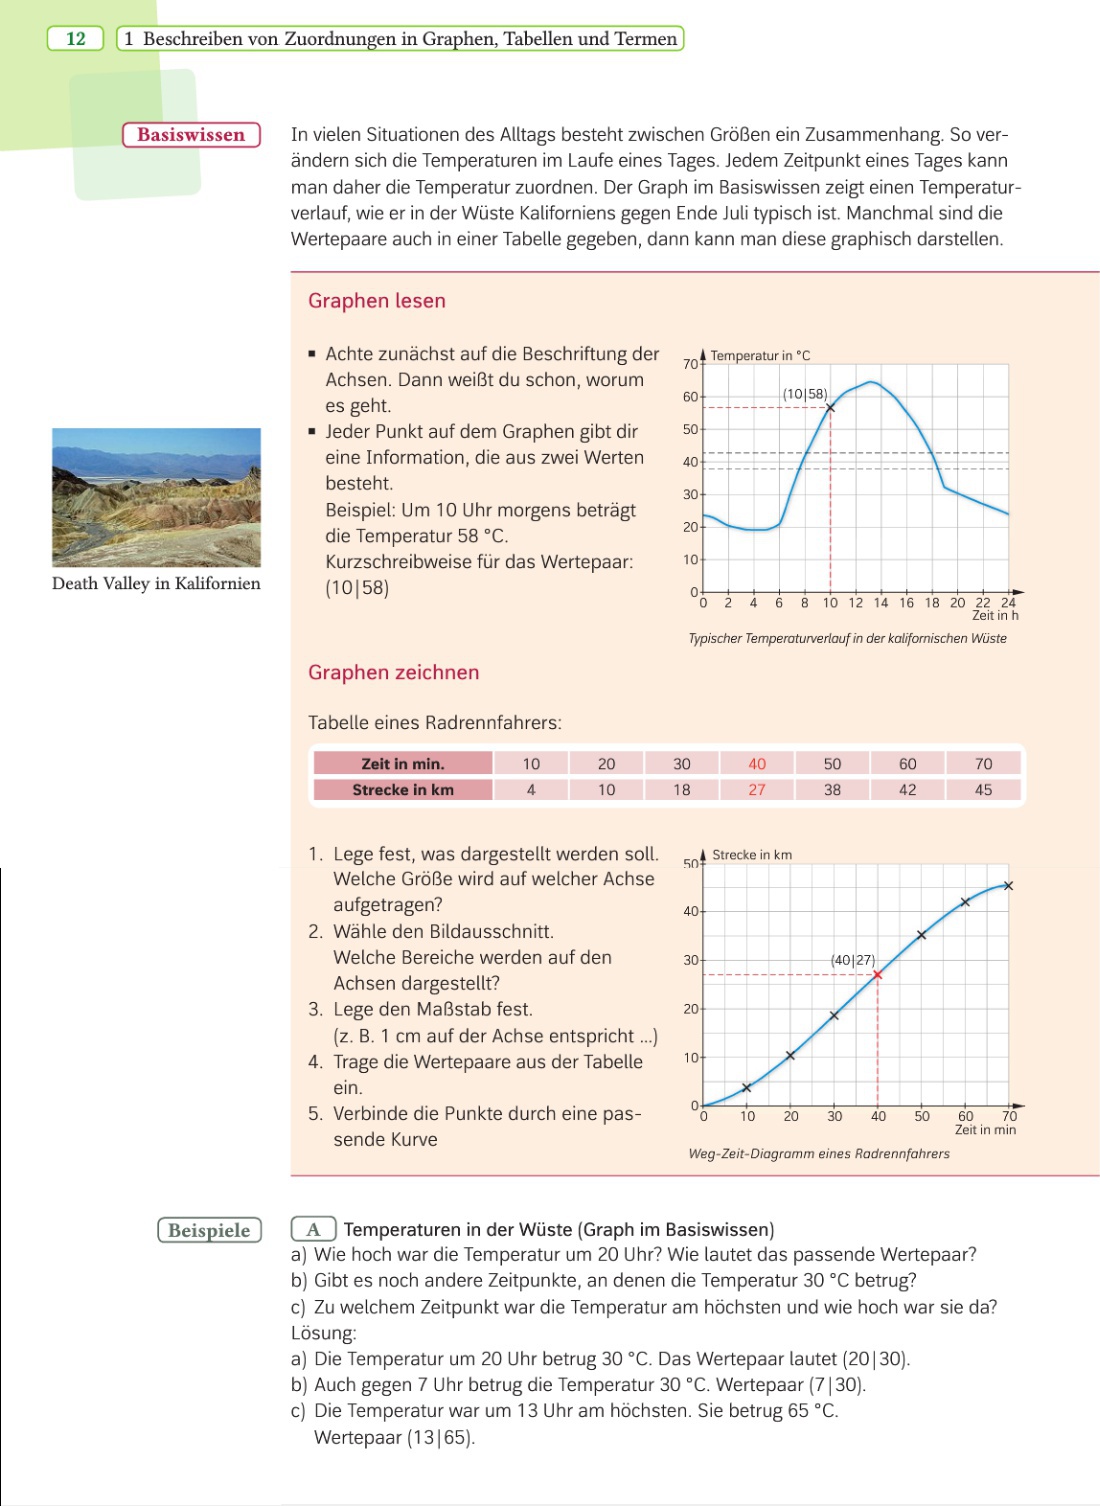 12
1 Beschreiben von Zuordnungen in Graphen, Tabellen und Termen
Basiswissen
In vielen Situationen des Alltags besteht zwischen Größen ein Zusammenhang. So ver-
ändern sich die Temperaturen im Laufe eines Tages. Jedem Zeitpunkt eines Tages kann
man daher die Temperatur zuordnen. Der Graph im Basiswissen zeigt einen Temperatur-
verlauf, wie er in der Wüste Kaliforniens gegen Ende Juli typisch ist. Manchmal sind die
Wertepaare auch in einer Tabelle gegeben, dann kann man diese graphisch darstellen.
Graphen lesen
▪ Achte zunächst auf die Beschriftung der
Achsen. Dann weißt du schon, worum
es geht.
▪ Jeder Punkt auf dem Graphen gibt dir
eine Information, die aus zwei Werten
besteht.
Beispiel: Um 10 Uhr morgens beträgt
die Temperatur 58 °C.
Kurzschreibweise für das Wertepaar:
(10|58)
Temperatur in °C
70
60
50
40
30
20
10
0
(10|58)
0 2 4 6 8 10 12 14 16 18 20 22 24
Zeit in h
Typischer Temperaturverlauf in der kalifornischen Wüste
Death Valley in Kalifornien
Graphen zeichnen
Tabelle eines Radrennfahrers:
Zeit in min. 10 20 30 40 50 60 70
Strecke in km 4 10 18 27 38 42 45
1. Lege fest, was dargestellt werden soll.
Welche Größe wird auf welcher Achse
aufgetragen?
2. Wähle den Bildausschnitt.
Welche Bereiche werden auf den
Achsen dargestellt?
3. Lege den Maßstab fest.
(z. B. 1 cm auf der Achse entspricht ...)
4. Trage die Wertepaare aus der Tabelle
ein.
5. Verbinde die Punkte durch eine pas-
sende Kurve
Strecke in km
50
40
30
20
10
0
(40|27)
0 10 20 30 40 50 60 70
Zeit in min
Weg-Zeit-Diagramm eines Radrennfahrers
Beispiele
A Temperaturen in der Wüste (Graph im Basiswissen)
a) Wie hoch war die Temperatur um 20 Uhr? Wie lautet das passende Wertepaar?
b) Gibt es noch andere Zeitpunkte, an denen die Temperatur 30 °C betrug?
c) Zu welchem Zeitpunkt war die Temperatur am höchsten und wie hoch war sie da?
Lösung:
a) Die Temperatur um 20 Uhr betrug 30 °C. Das Wertepaar lautet (20|30).
b) Auch gegen 7 Uhr betrug die Temperatur 30 °C. Wertepaar (7|30).
c) Die Temperatur war um 13 Uhr am höchsten. Sie betrug 65 °C.
Wertepaar (13|65).